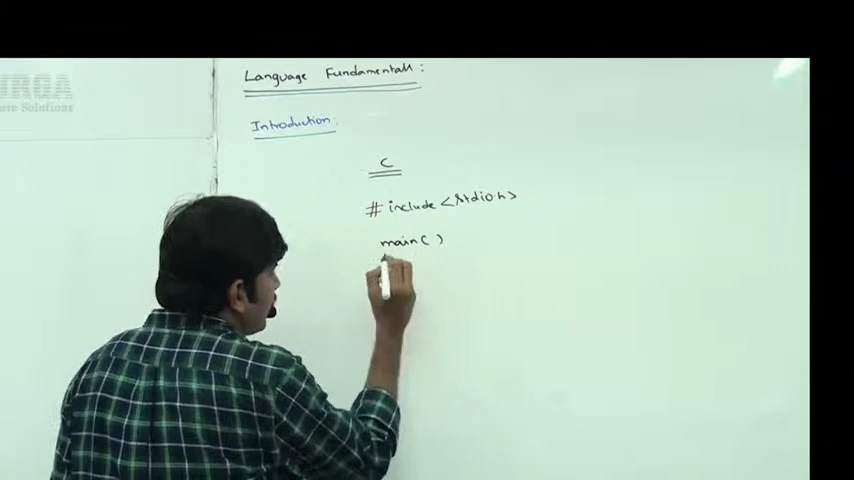 Language Fundamentals:
Introduction:
C
#include <stdio.h>
main( )